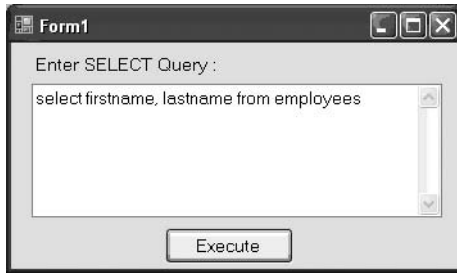 Form1
Enter SELECT Query :
select firstname, lastname from employees
Execute